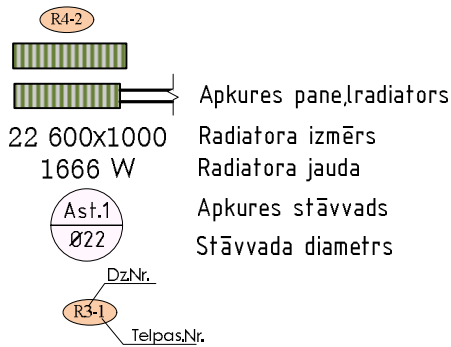 R4-2
Apkures pane,lradiators
22 600x1000 Radiatora izmērs
1666 W Radiatora jauda
Ast.1 Apkures stāvvads
Ø22 Stāvvada diametrs
Dz.Nr.
R3-1
Telpas.Nr.